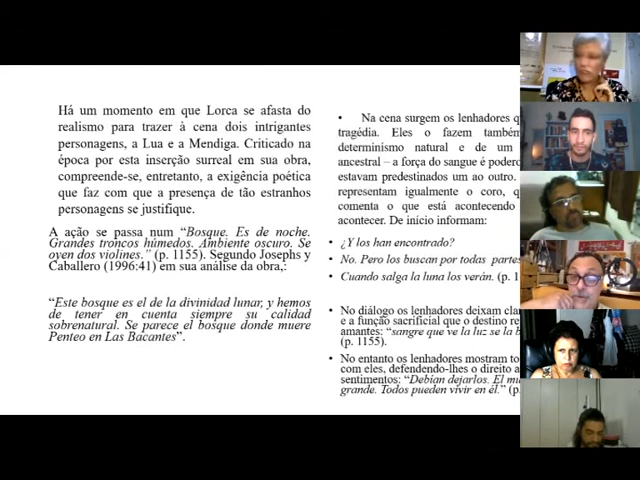 Há um momento em que Lorca se afasta do
realismo para trazer à cena dois intrigantes
personagens, a Lua e a Mendiga. Criticado na
época por esta inserção surreal em sua obra,
compreende-se, entretanto, a exigência poética
que faz com que a presença de tão estranhos
personagens se justifique.
A ação se passa num “Bosque. Es de noche.
Grandes troncos húmedos. Ambiente oscuro. Se
oyen dos violines.” (p. 1155). Segundo Josephs y
Caballero (1996:41) em sua análise da obra,:
“Este bosque es el de la divinidad lunar, y hemos
de tener en cuenta siempre su calidad
sobrenatural. Se parece el bosque donde muere
Penteo en Las Bacantes”.
• Na cena surgem os lenhadores q
tragédia. Eles o fazem também
determinismo natural e de um
ancestral – a força do sangue é podero
estavam predestinados um ao outro.
representam igualmente o coro, q
comenta o que está acontecendo
acontecer. De início informam:
• ¿Y los han encontrado?
• No. Pero los buscan por todas partes
• Cuando salga la luna los verán. (p. 1
• No diálogo os lenhadores deixam clar
e a função sacrificial que o destino re
amantes: “sangre que ve la luz se la b
(p. 1155).
• No entanto os lenhadores mostram to
com eles, defendendo-lhes o direito a
sentimentos: “Debían dejarlos. El mu
grande. Todos pueden vivir en él.” (p.